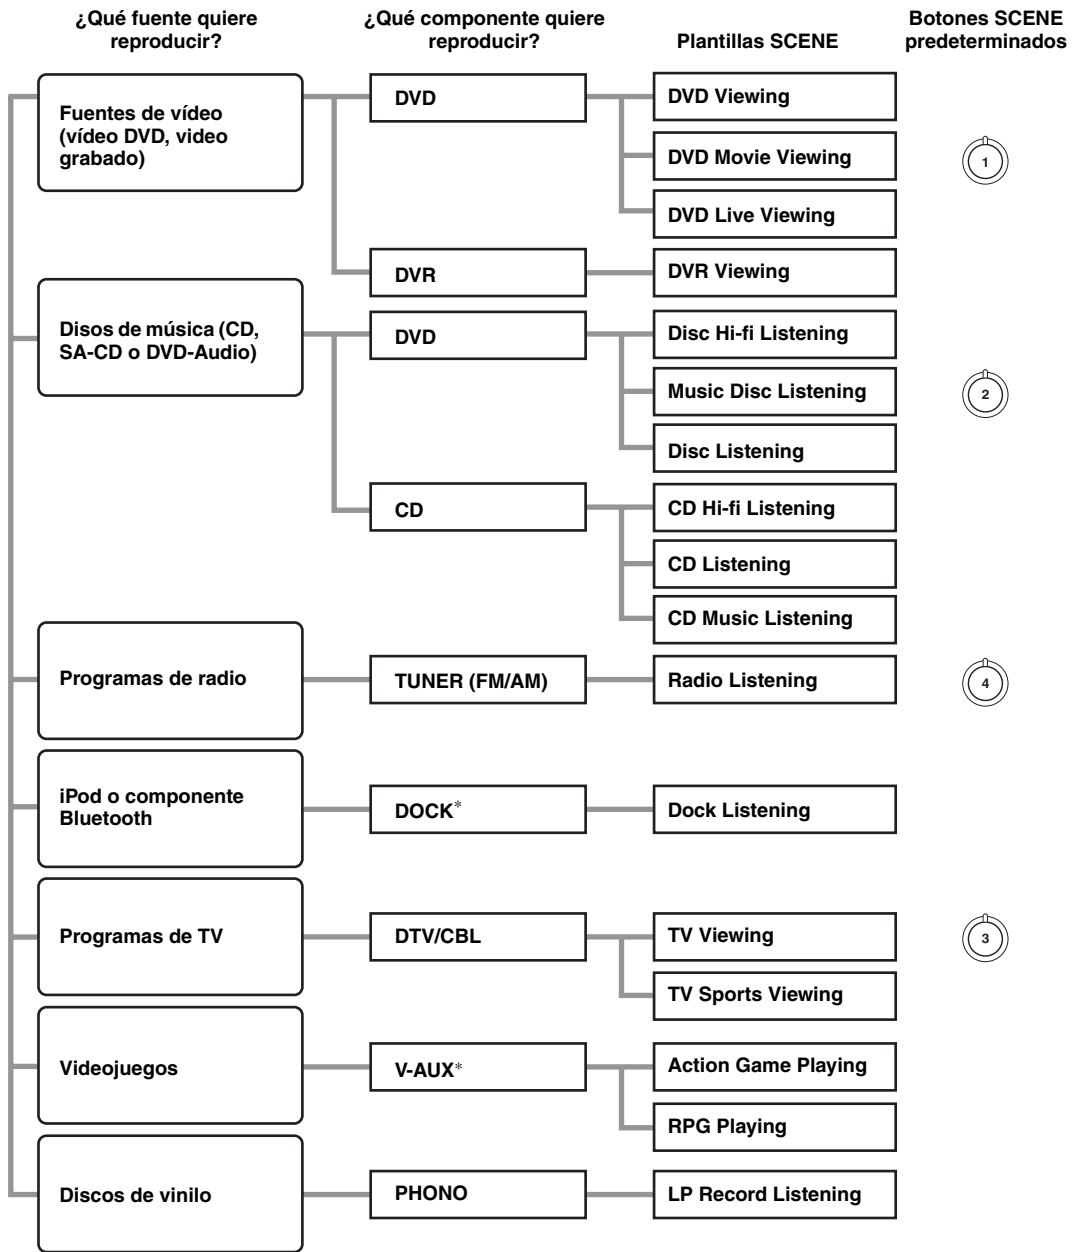 ¿Qué fuente quiere
reproducir?
¿Qué componente quiere
reproducir?
Plantillas SCENE
Botones SCENE
predeterminados
Fuentes de vídeo
(vídeo DVD, video
grabado)
DVD
DVD Viewing
DVD Movie Viewing
1
DVD Live Viewing
DVR
DVR Viewing
Disos de música (CD,
SA-CD o DVD-Audio)
DVD
Disc Hi-fi Listening
Music Disc Listening
2
Disc Listening
CD
CD Hi-fi Listening
CD Listening
CD Music Listening
Programas de radio
TUNER (FM/AM)
Radio Listening
4
iPod o componente
Bluetooth
DOCK*
Dock Listening
Programas de TV
DTV/CBL
TV Viewing
3
TV Sports Viewing
Videojuegos
V-AUX*
Action Game Playing
RPG Playing
Discos de vinilo
PHONO
LP Record Listening